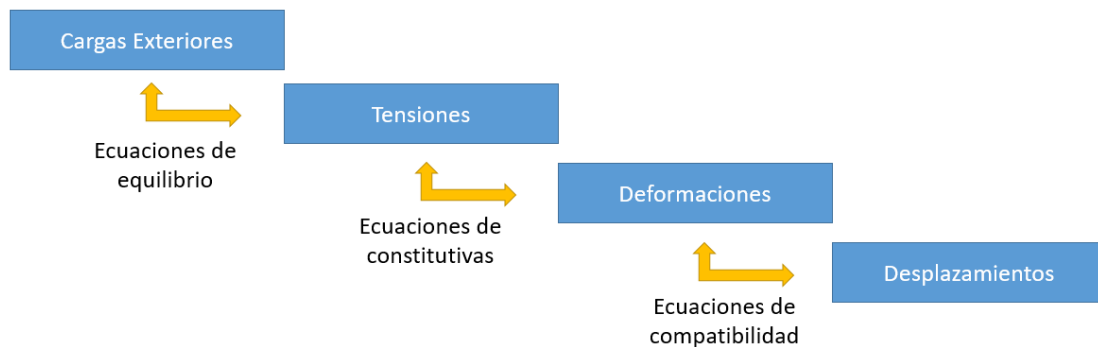 Cargas Exteriores
Tensiones
Ecuaciones de
equilibrio
Deformaciones
Ecuaciones de
constitutivas
Desplazamientos
Ecuaciones de
compatibilidad